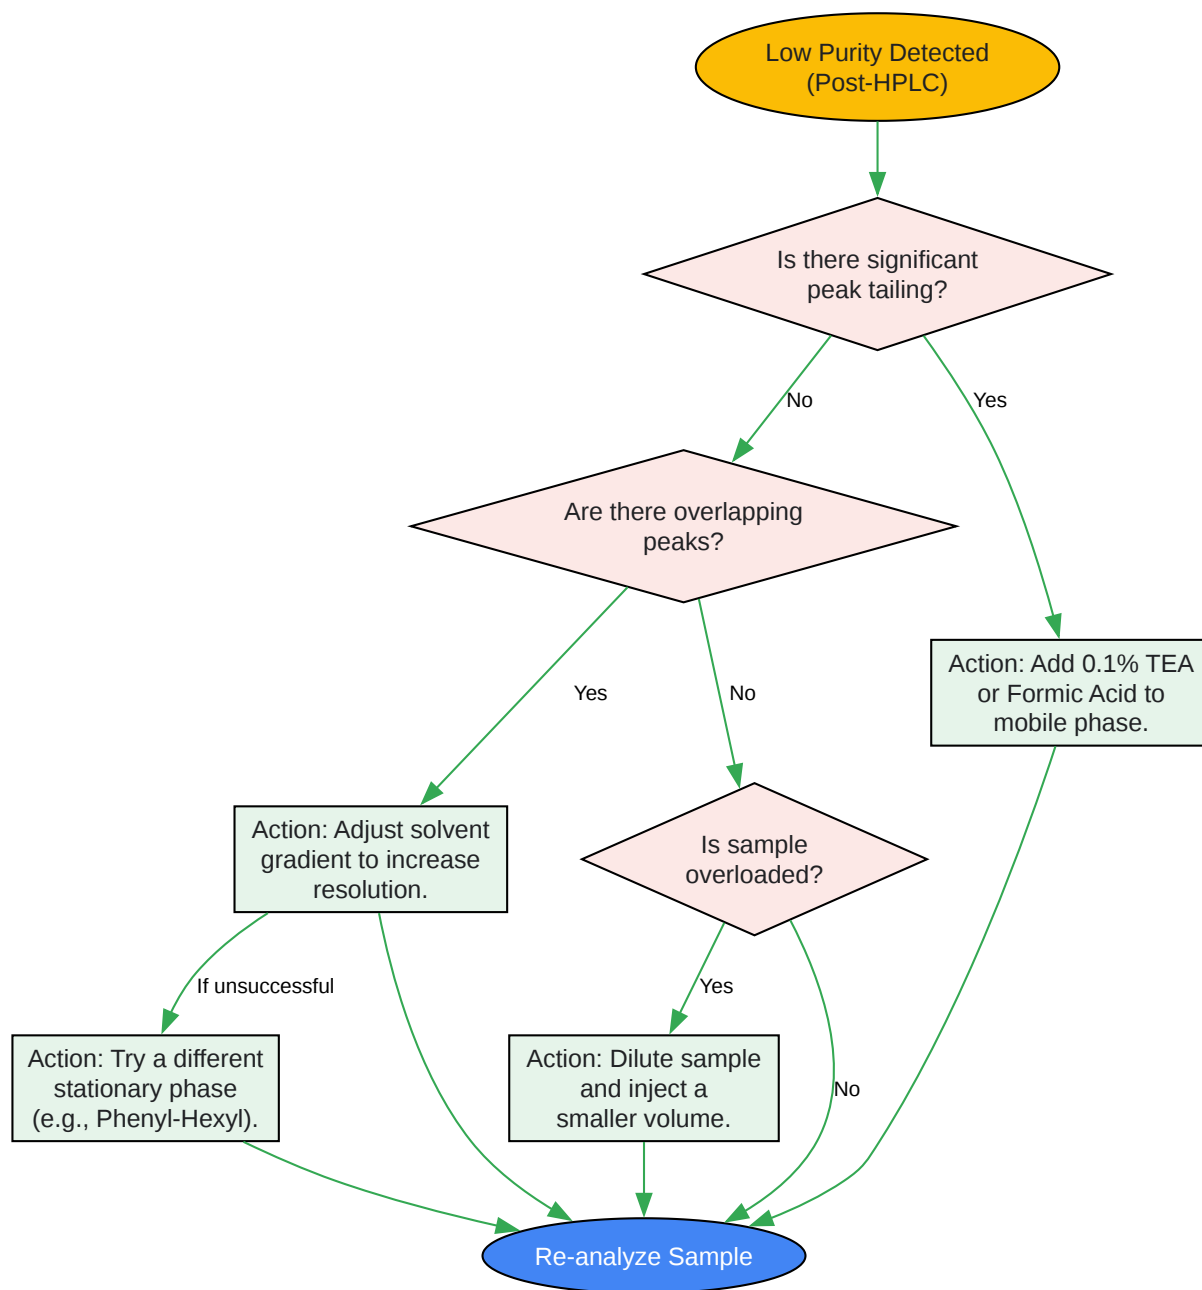 Low Purity Detected
(Post-HPLC)
Is there significant
peak tailing?
No
Yes
Are there overlapping
peaks?
Yes
No
Action: Add 0.1% TEA
or Formic Acid to
mobile phase.
Action: Adjust solvent
gradient to increase
resolution.
Is sample
overloaded?
If unsuccessful
Yes
No
Action: Try a different
stationary phase
(e.g., Phenyl-Hexyl).
Action: Dilute sample
and inject a
smaller volume.
Re-analyze Sample